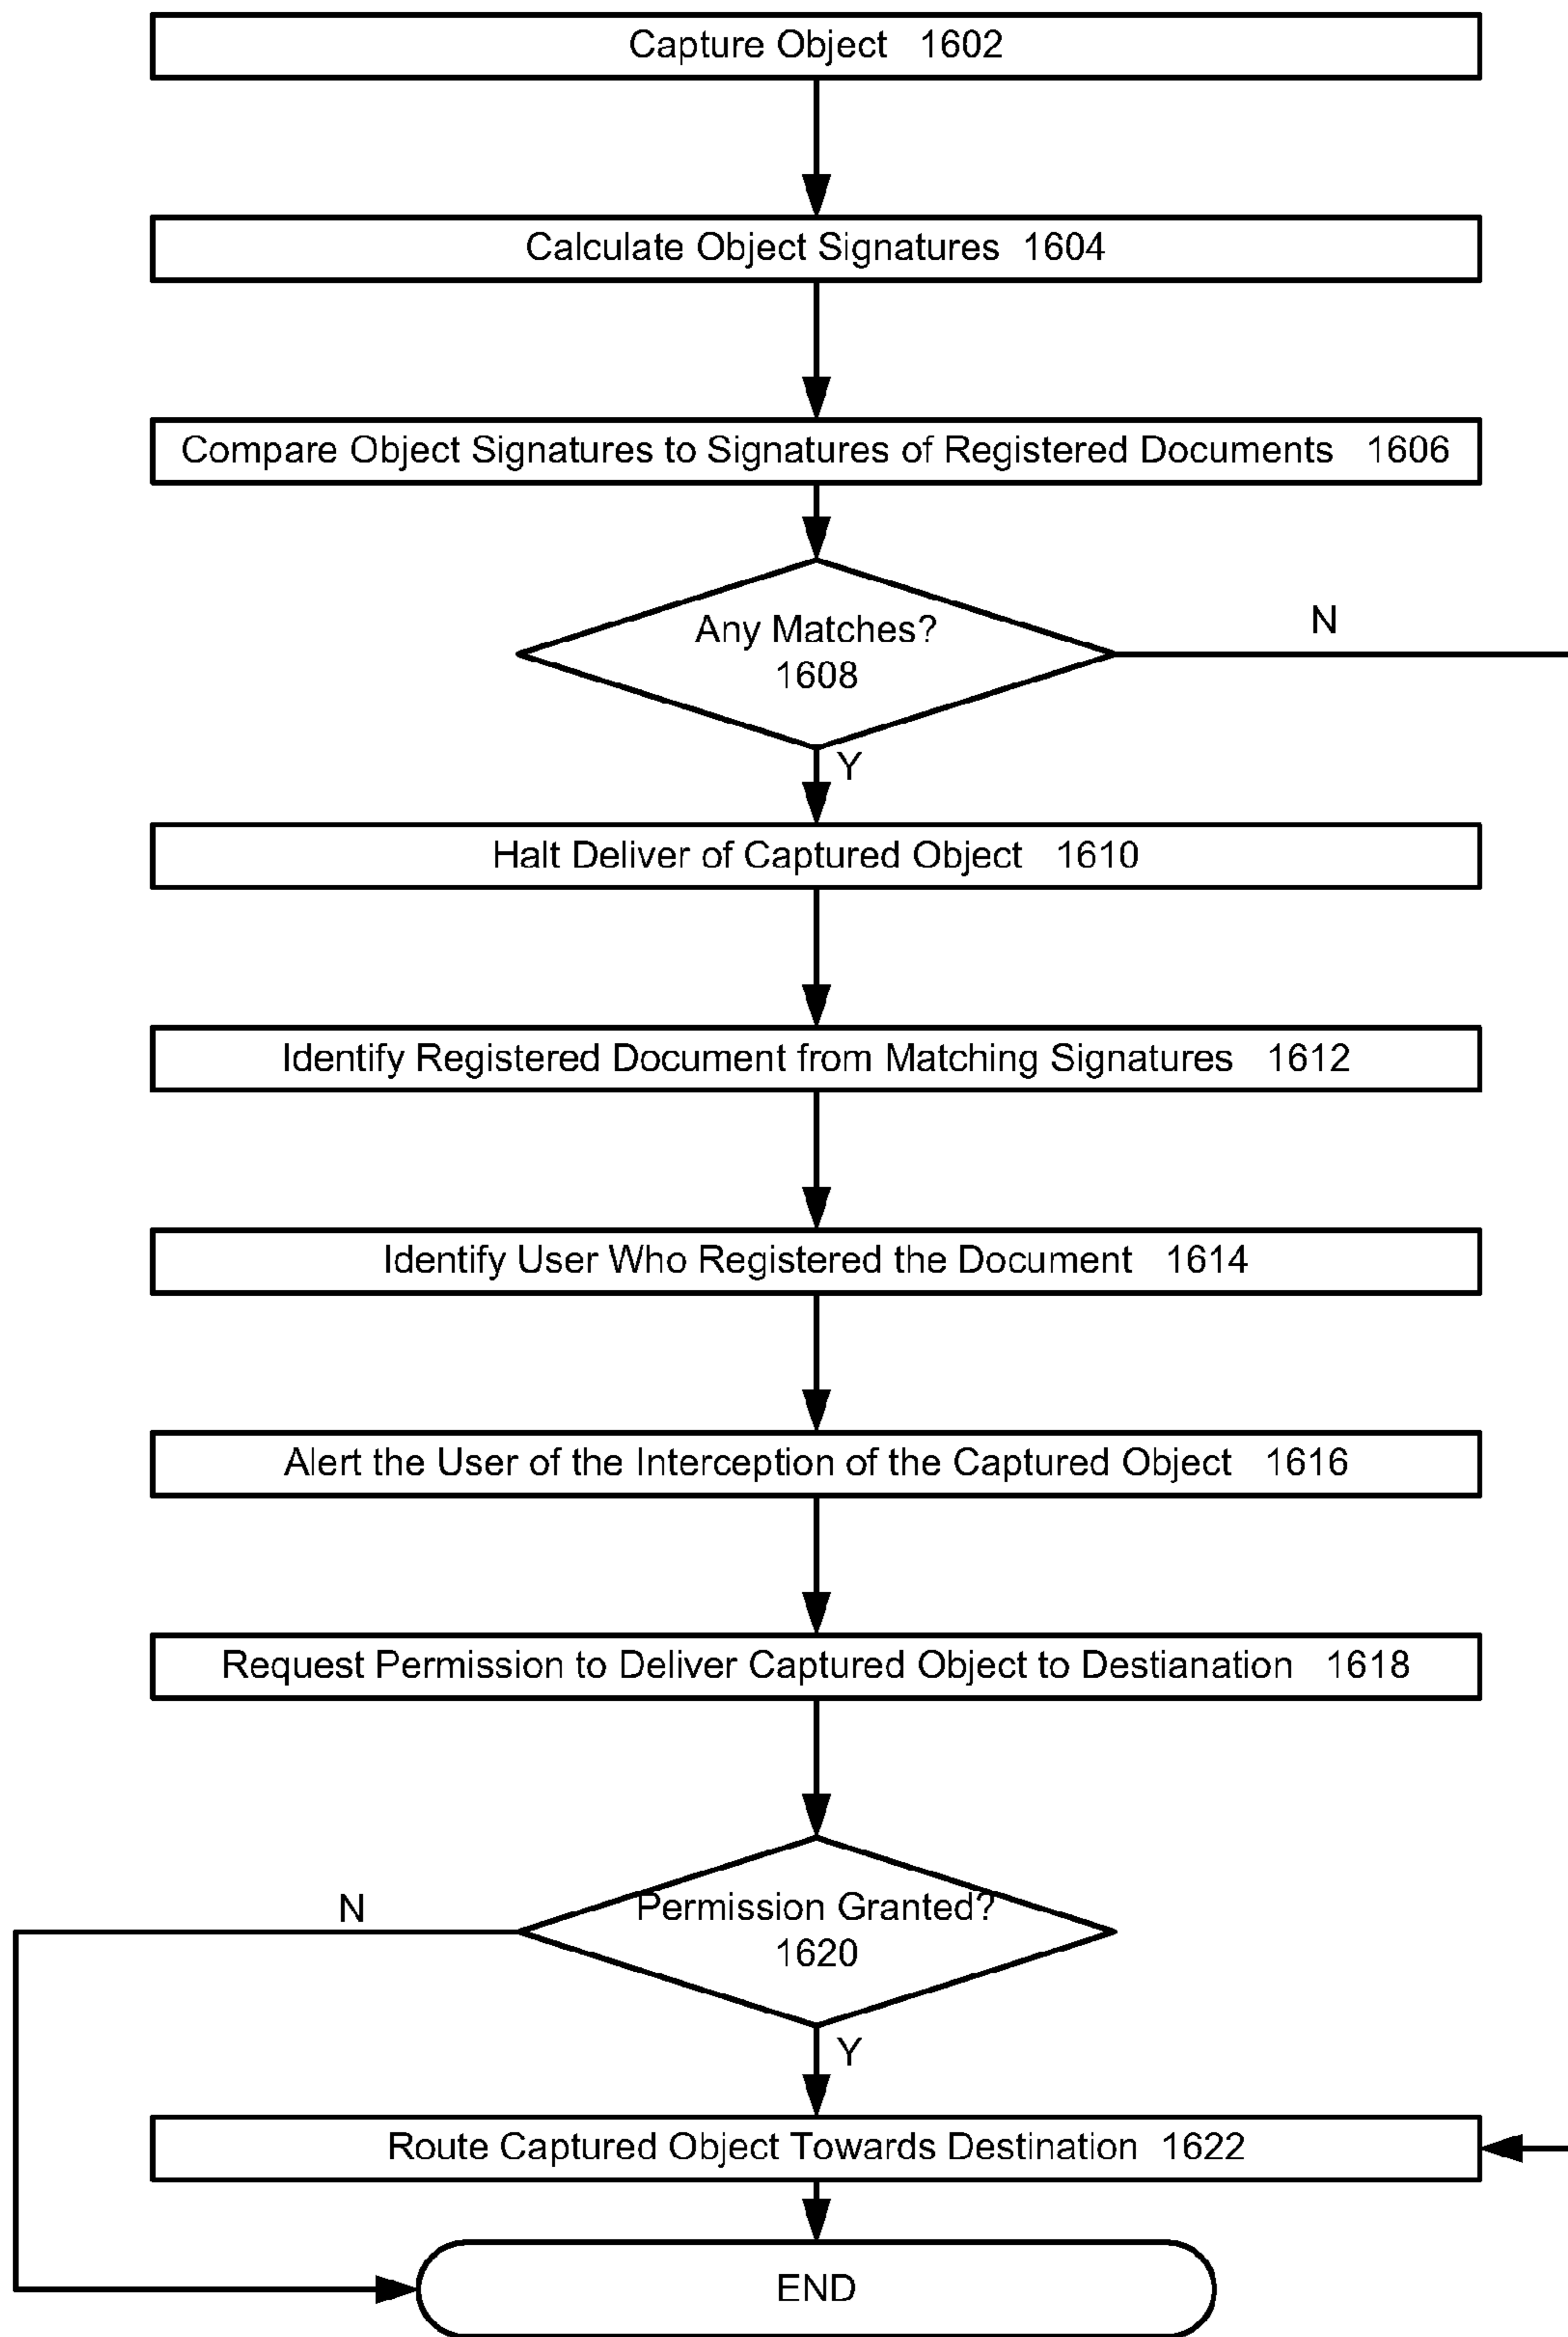 Capture Object 1602
Calculate Object Signatures 1604
Compare Object Signatures to Signatures of Registered Documents 1606
Any Matches?
1608
N
Y
Halt Deliver of Captured Object 1610
Identify Registered Document from Matching Signatures 1612
Identify User Who Registered the Document 1614
Alert the User of the Interception of the Captured Object 1616
Request Permission to Deliver Captured Object to Destianation 1618
N
Permission Granted?
1620
Y
Route Captured Object Towards Destination 1622
END